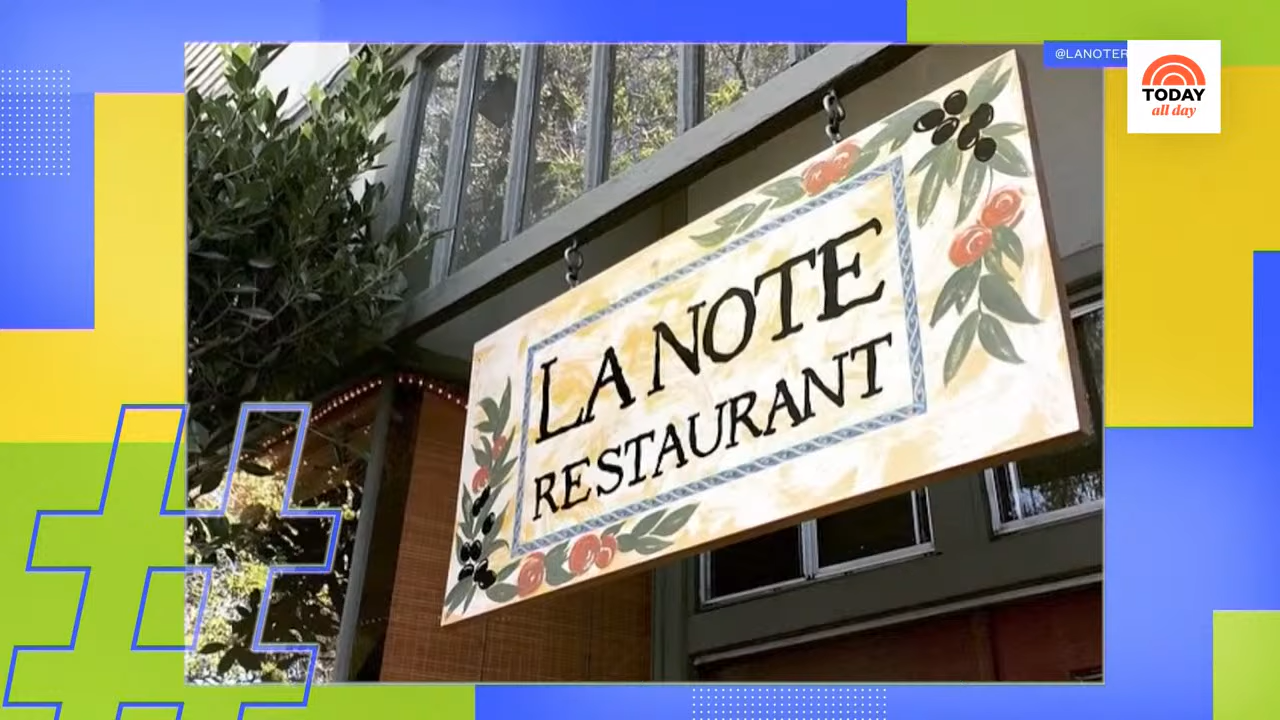 @LANOTER
TODAY
all day
LA NOTE
RESTAURANT